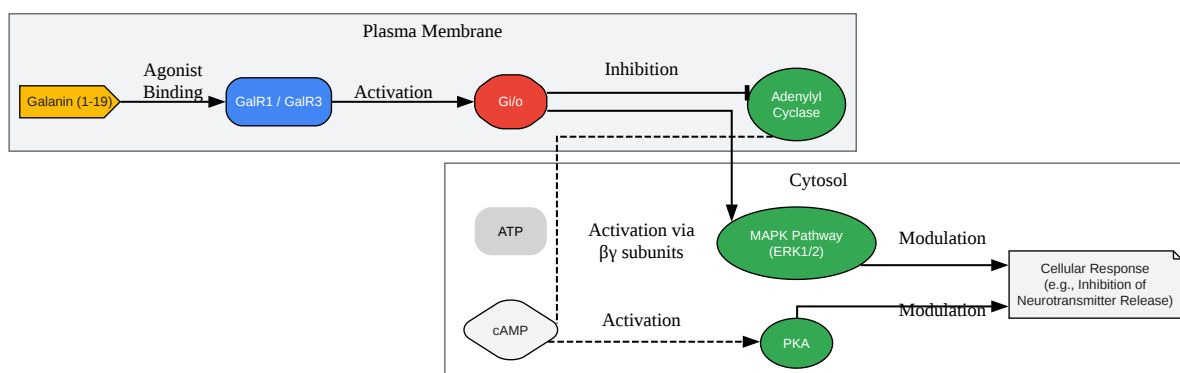 Plasma Membrane
Agonist
Binding
Galanin (1-19)
GalR1 / GalR3
Activation
Gi/o
Inhibition
Adenylyl
Cyclase
Cytosol
ATP
Activation via
βγ subunits
MAPK Pathway
(ERK1/2)
Modulation
Cellular Response
(e.g., Inhibition of
Neurotransmitter Release)
cAMP
Activation
PKA
Modulation